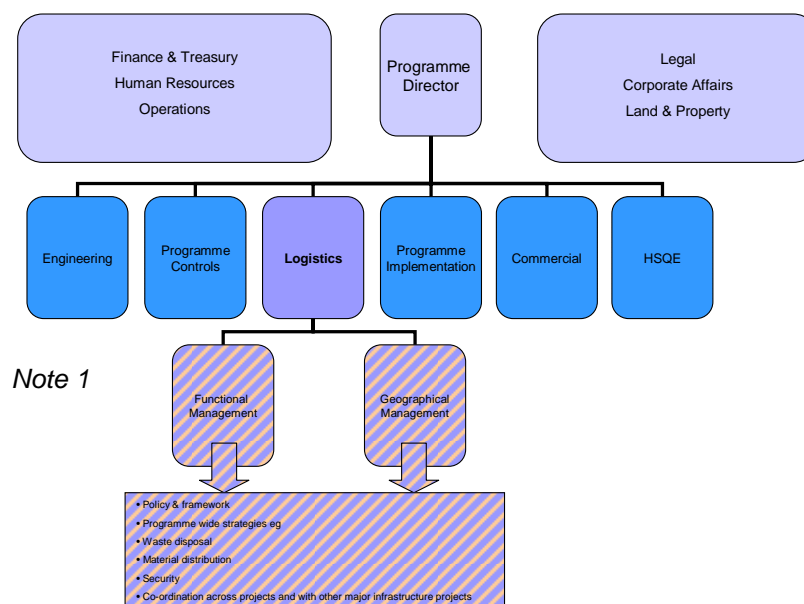 Finance & Treasury
Human Resources
Operations
Programme
Director
Legal
Corporate Affairs
Land & Property
Engineering
Programme
Controls
Logistics
Programme
Implementation
Commercial
HSQE
Note 1
Functional
Management
Geographical
Management
• Policy & framework
• Programme wide strategies eg
• Waste disposal
• Material distribution
• Security
• Co-ordination across projects and with other major infrastructure projects